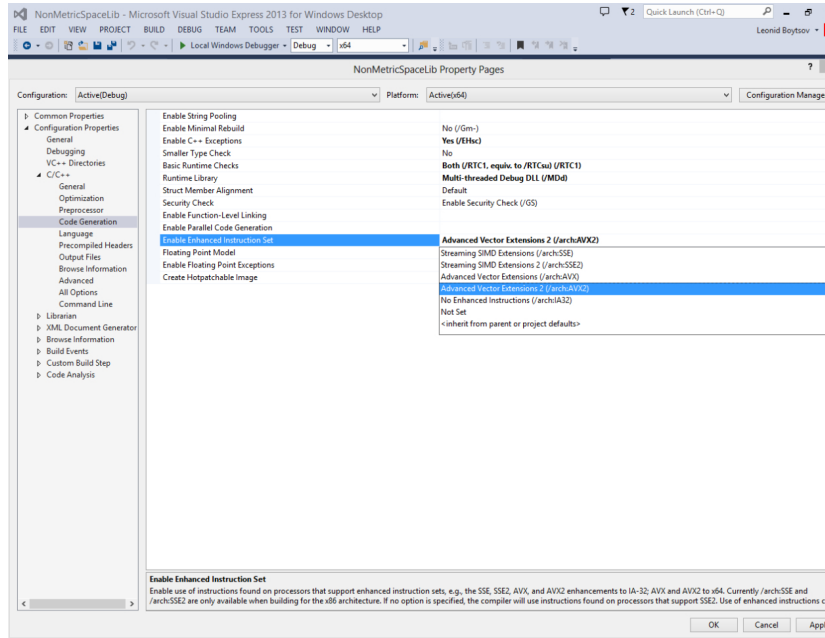 NonMetricSpaceLib - Microsoft Visual Studio Express 2013 for Windows Desktop
2
Quick Launch (Ctrl+Q)
FILE EDIT VIEW PROJECT BUILD DEBUG TEAM TOOLS TEST WINDOW HELP
Leonid Boytsov
Local Windows Debugger Debug x64
NonMetricSpaceLib Property Pages
?
Configuration: Active(Debug) Platform: Active(x64) Configuration Manage
Common Properties
Configuration Properties
General
Debugging
VC++ Directories
C/C++
General
Optimization
Preprocessor
Code Generation
Language
Precompiled Headers
Output Files
Browse Information
Advanced
All Options
Command Line
Librarian
XML Document Generator
Browse Information
Build Events
Custom Build Step
Code Analysis
Enable String Pooling
Enable Minimal Rebuild No (/Gm-)
Enable C++ Exceptions Yes (/EHsc)
Smaller Type Check No
Basic Runtime Checks Both (/RTC1, equiv. to /RTCsu) (/RTC1)
Runtime Library Multi-threaded Debug DLL (/MDd)
Struct Member Alignment Default
Security Check Enable Security Check (/GS)
Enable Function-Level Linking
Enable Parallel Code Generation
Enable Enhanced Instruction Set Advanced Vector Extensions 2 (/arch:AVX2)
Floating Point Model
Enable Floating Point Exceptions
Create Hotpatchable Image
Streaming SIMD Extensions (/arch:SSE)
Streaming SIMD Extensions 2 (/arch:SSE2)
Advanced Vector Extensions (/arch:AVX)
Advanced Vector Extensions 2 (/arch:AVX2)
No Enhanced Instructions (/arch:IA32)
Not Set
<inherit from parent or project defaults>
Enable Enhanced Instruction Set
Enable use of instructions found on processors that support enhanced instruction sets, e.g., the SSE, SSE2, AVX, and AVX2 enhancements to IA-32; AVX and AVX2 to x64. Currently /arch:SSE and
/arch:SSE2 are only available when building for the x86 architecture. If no option is specified, the compiler will use instructions found on processors that support SSE2. Use of enhanced instructions c
OK Cancel Appl